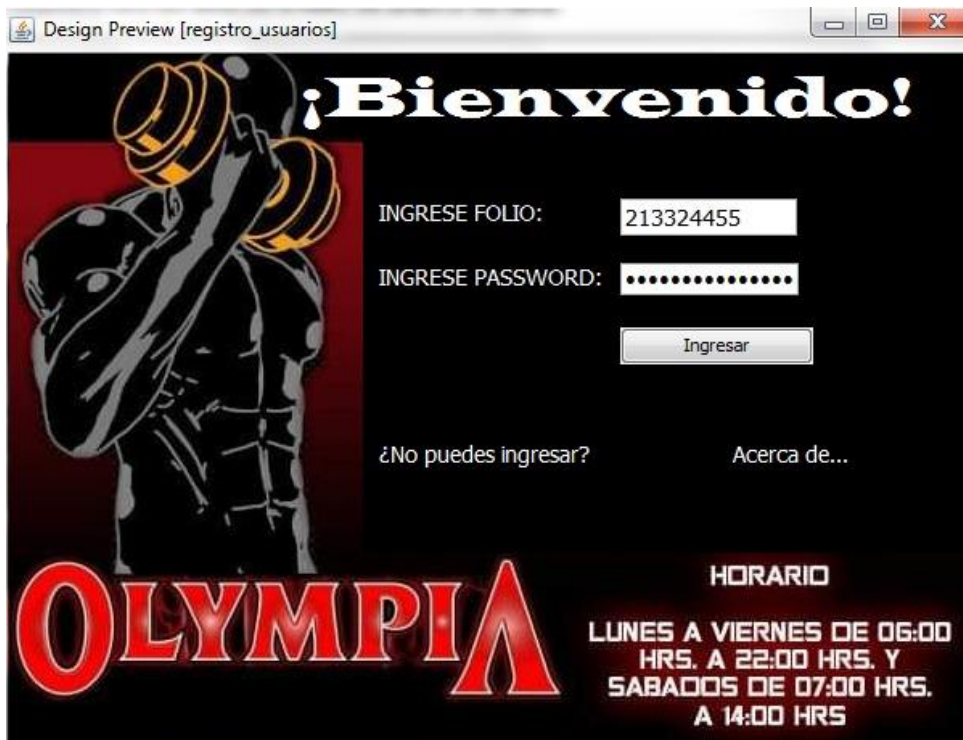 Design Preview [registro_usuarios]
¡Bienvenido!
INGRESE FOLIO:
213324455
INGRESE PASSWORD:
•••••••••••••••
Ingresar
¿No puedes ingresar?
Acerca de...
OLYMPIA
HORARIO
LUNES A VIERNES DE 06:00
HRS. A 22:00 HRS. Y
SABADOS DE 07:00 HRS.
A 14:00 HRS